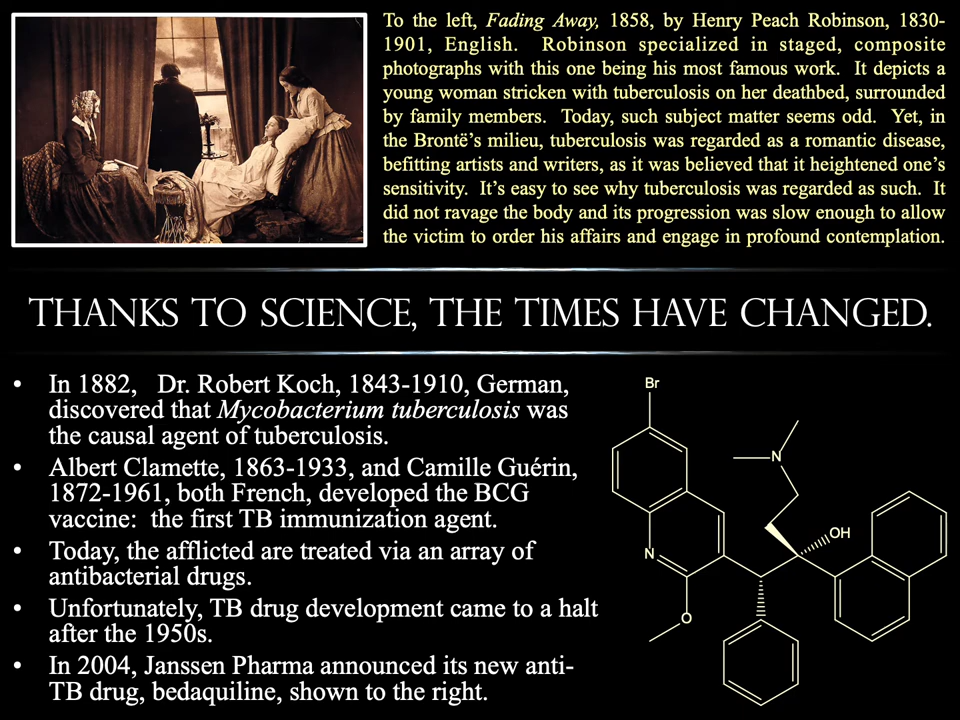 To the left, Fading Away, 1858, by Henry Peach Robinson, 1830-
1901, English. Robinson specialized in staged, composite
photographs with this one being his most famous work. It depicts a
young woman stricken with tuberculosis on her deathbed, surrounded
by family members. Today, such subject matter seems odd. Yet, in
the Brontë's milieu, tuberculosis was regarded as a romantic disease,
befitting artists and writers, as it was believed that it heightened one's
sensitivity. It's easy to see why tuberculosis was regarded as such. It
did not ravage the body and its progression was slow enough to allow
the victim to order his affairs and engage in profound contemplation.
THANKS TO SCIENCE, THE TIMES HAVE CHANGED.
• In 1882, Dr. Robert Koch, 1843-1910, German,
discovered that Mycobacterium tuberculosis was
the causal agent of tuberculosis.
• Albert Clamette, 1863-1933, and Camille Guérin,
1872-1961, both French, developed the BCG
vaccine: the first TB immunization agent.
• Today, the afflicted are treated via an array of
antibacterial drugs.
• Unfortunately, TB drug development came to a halt
after the 1950s.
• In 2004, Janssen Pharma announced its new anti-
TB drug, bedaquiline, shown to the right.
Br
N
OH
N
O